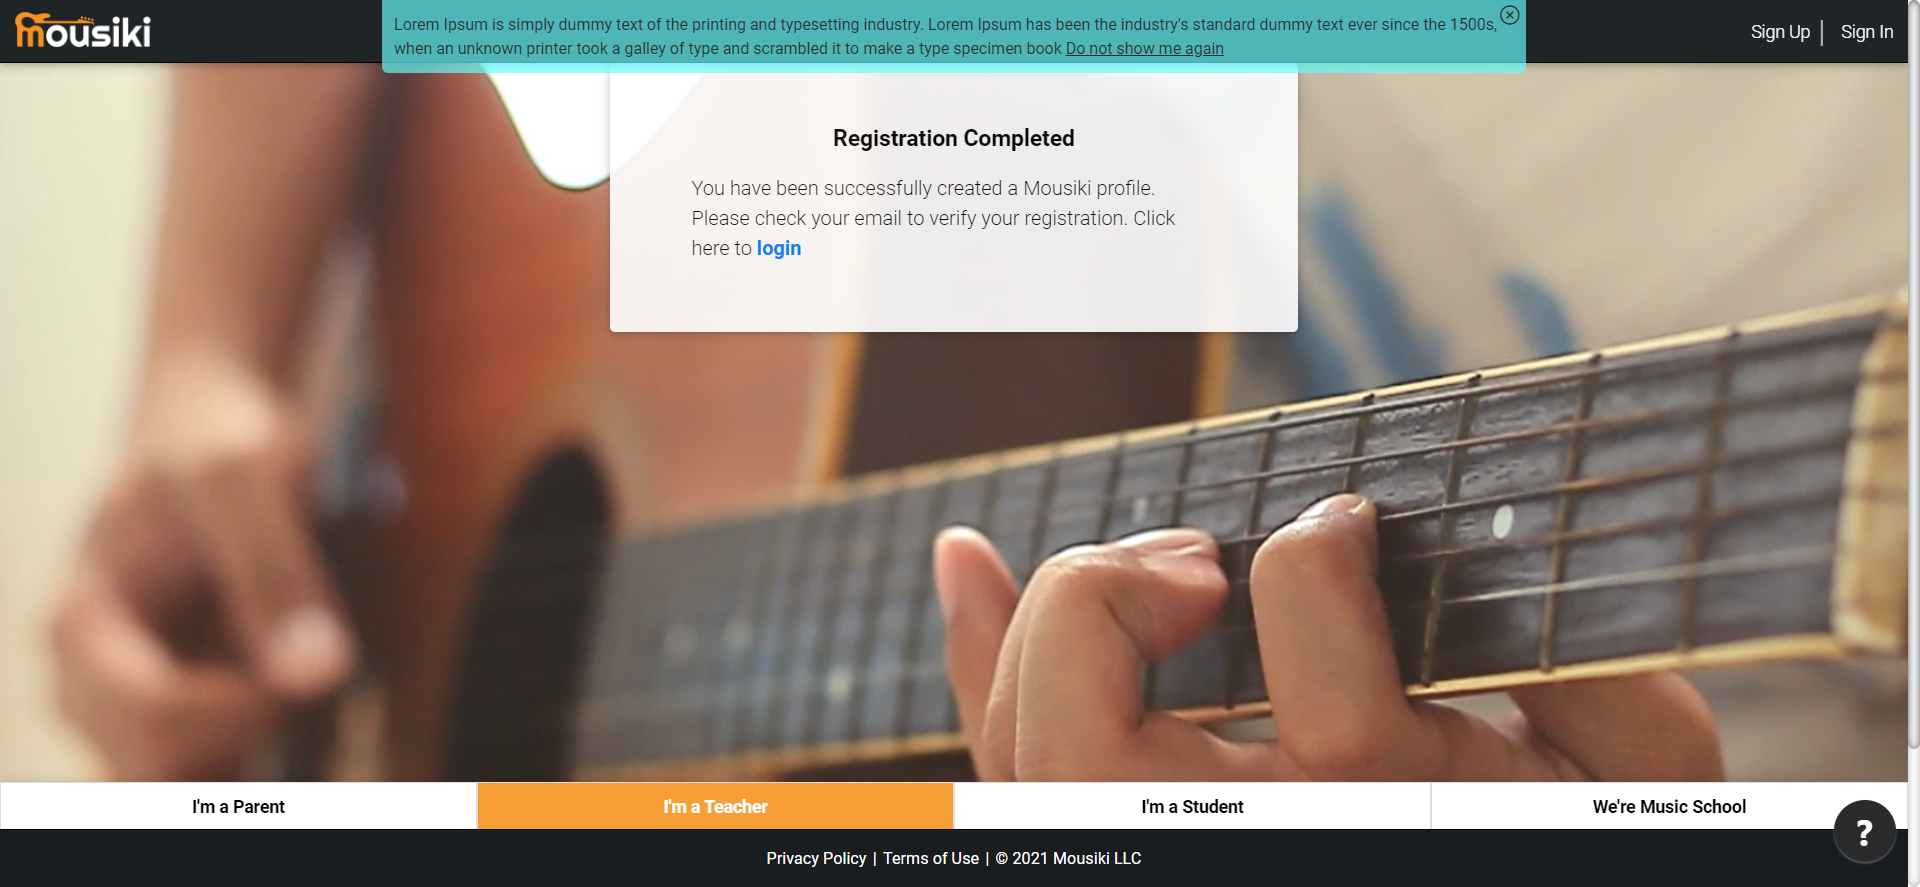 mousiki
Lorem Ipsum is simply dummy text of the printing and typesetting industry. Lorem Ipsum has been the industry's standard dummy text ever since the 1500s,
when an unknown printer took a galley of type and scrambled it to make a type specimen book Do not show me again
Sign Up | Sign In
Registration Completed
You have been successfully created a Mousiki profile.
Please check your email to verify your registration. Click
here to login
I'm a Parent
I'm a Teacher
I'm a Student
We're Music School
?
Privacy Policy | Terms of Use | © 2021 Mousiki LLC